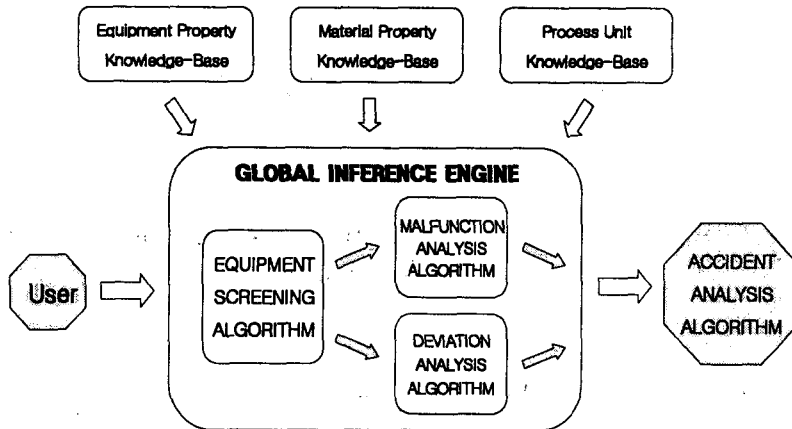 Equipment Property
Knowledge-Base
Material Property
Knowledge-Base
Process Unit
Knowledge-Base
GLOBAL INFERENCE ENGINE
User
EQUIPMENT
SCREENING
ALGORITHM
MALFUNCTION
ANALYSIS
ALGORITHM
DEVIATION
ANALYSIS
ALGORITHM
ACCIDENT
ANALYSIS
ALGORITHM